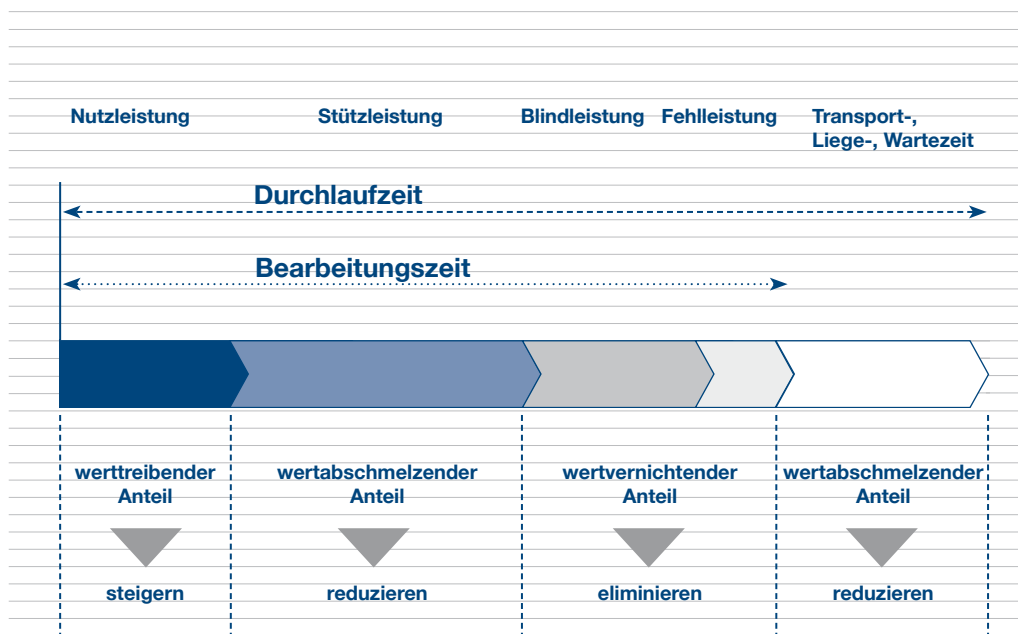 Nutzleistung
Stützleistung
Blindleistung
Fehlleistung
Transport-,
Liege-, Wartezeit
Durchlaufzeit
Bearbeitungszeit
werttreibender
Anteil
wertabschmelzender
Anteil
wertvernichtender
Anteil
wertabschmelzender
Anteil
steigern
reduzieren
eliminieren
reduzieren